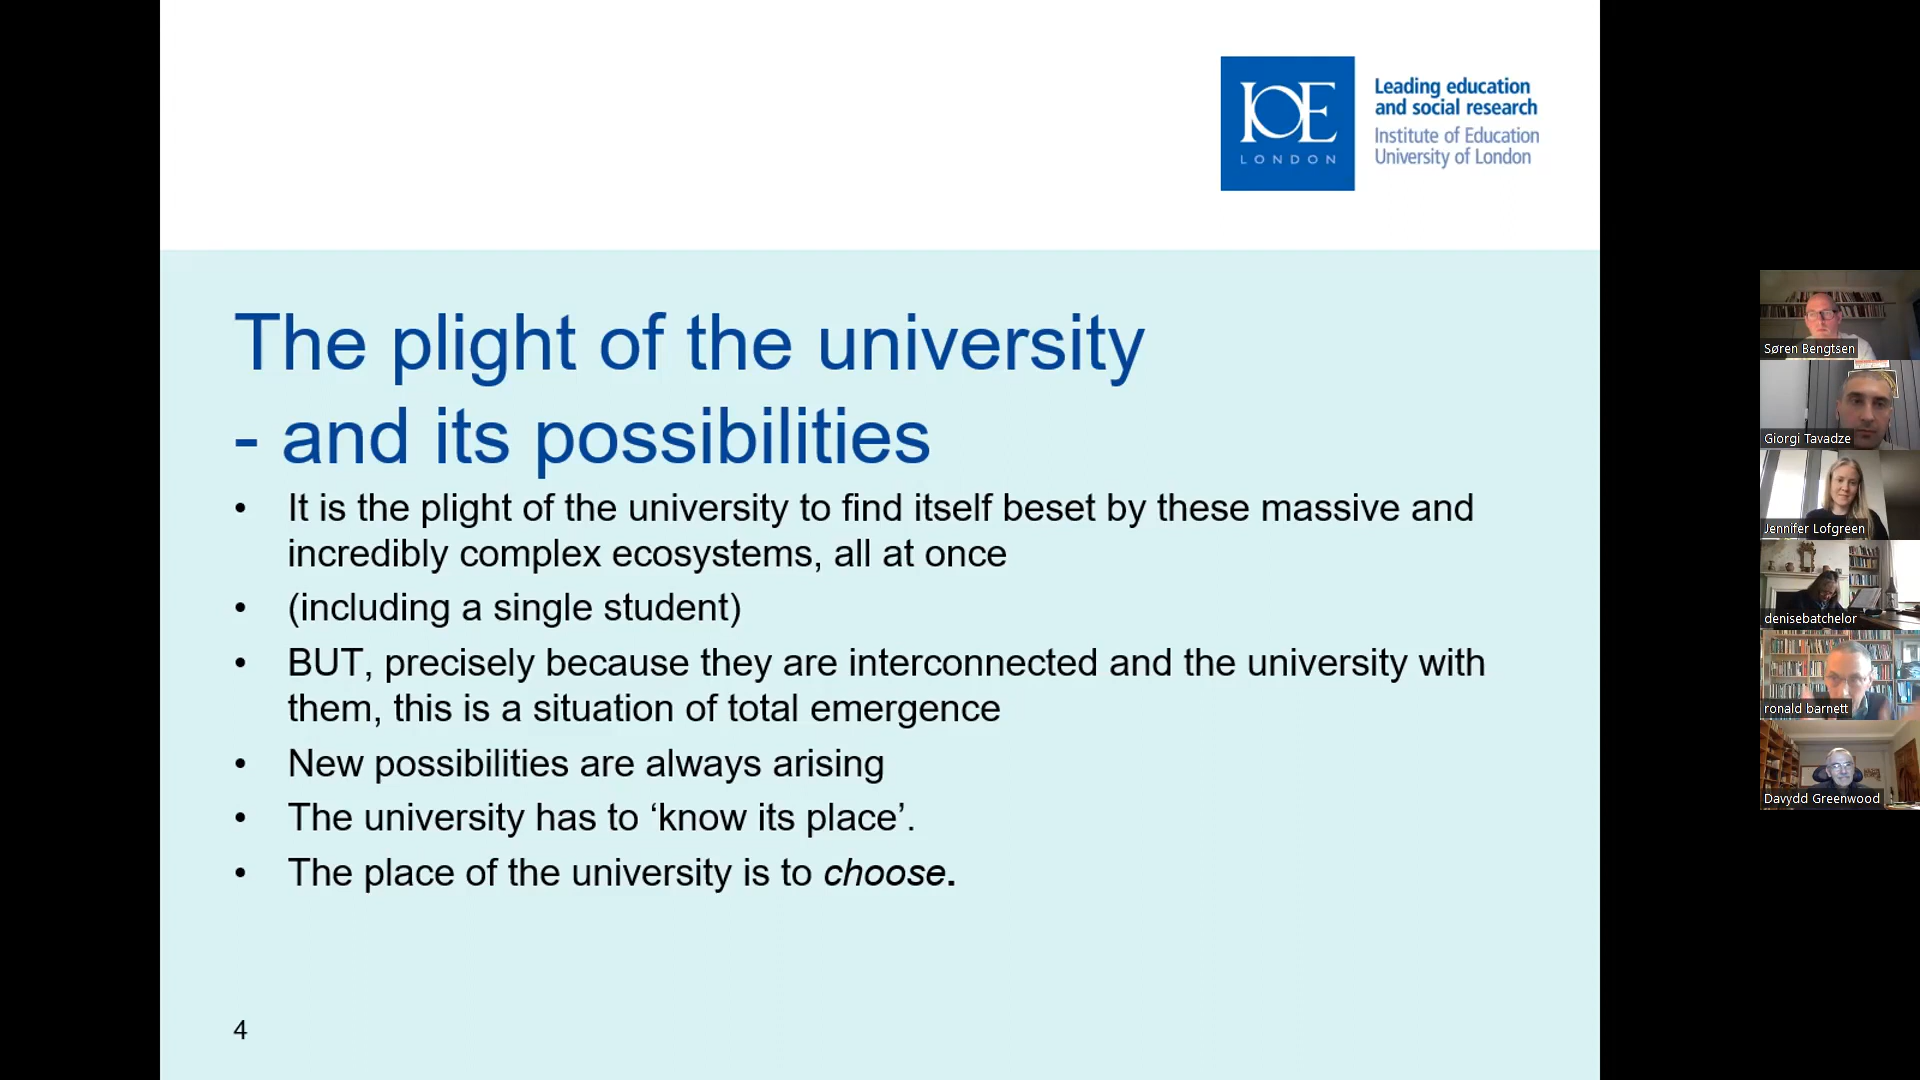 IOE
LONDON
Leading education
and social research
Institute of Education
University of London
The plight of the university
- and its possibilities
• It is the plight of the university to find itself beset by these massive and
incredibly complex ecosystems, all at once
• (including a single student)
• BUT, precisely because they are interconnected and the university with
them, this is a situation of total emergence
• New possibilities are always arising
• The university has to ‘know its place’.
• The place of the university is to choose.
4
Søren Bengtsen
Giorgi Tavadze
Jennifer Lofgreen
denisebatchelor
ronald barnett
Davydd Greenwood